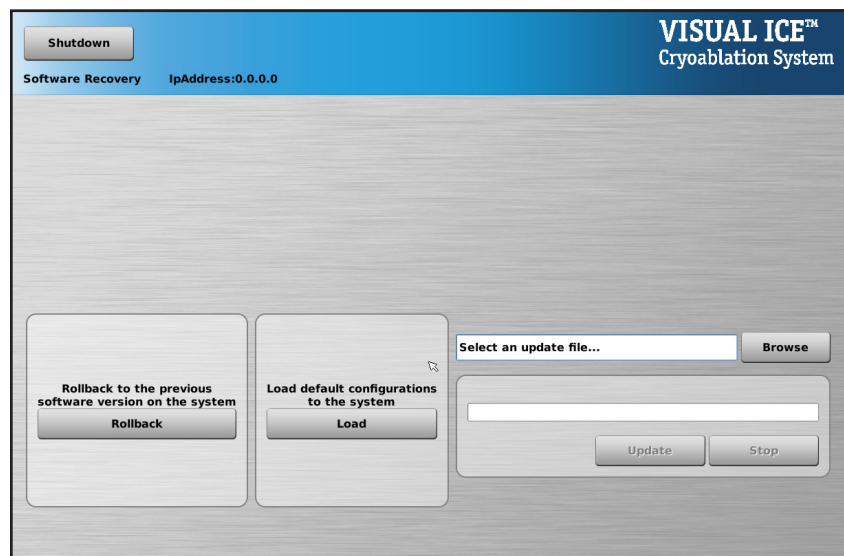 Shutdown
VISUAL ICE™
Cryoablation System
Software Recovery IpAddress:0.0.0.0
Select an update file...
Browse
Rollback to the previous
software version on the system
Rollback
Load default configurations
to the system
Load
Update
Stop